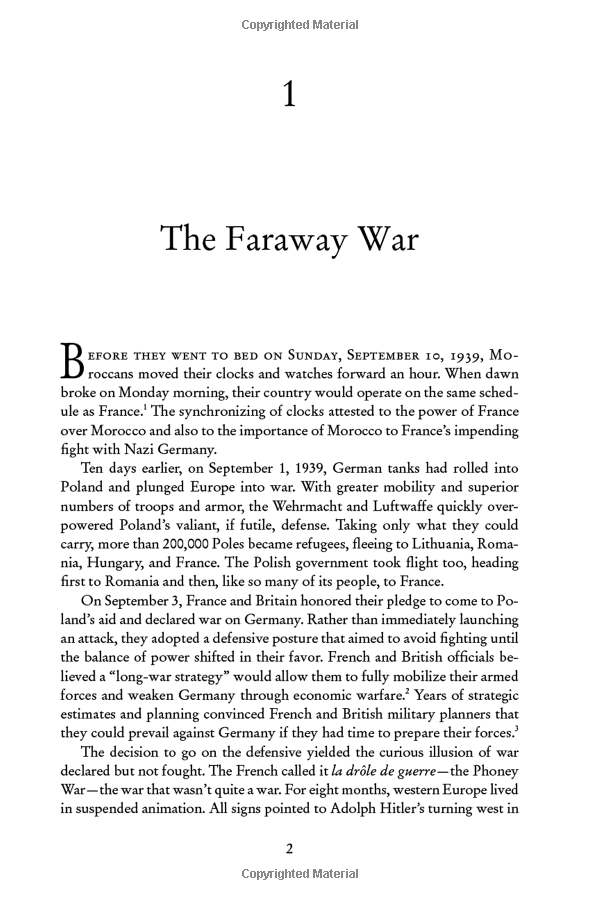 Copyrighted Material
1
The Faraway War
Before they went to bed on Sunday, September 10, 1939, Mo-
roccans moved their clocks and watches forward an hour. When dawn
broke on Monday morning, their country would operate on the same sched-
ule as France.1 The synchronizing of clocks attested to the power of France
over Morocco and also to the importance of Morocco to France’s impending
fight with Nazi Germany.
Ten days earlier, on September 1, 1939, German tanks had rolled into
Poland and plunged Europe into war. With greater mobility and superior
numbers of troops and armor, the Wehrmacht and Luftwaffe quickly over-
powered Poland’s valiant, if futile, defense. Taking only what they could
carry, more than 200,000 Poles became refugees, fleeing to Lithuania, Roma-
nia, Hungary, and France. The Polish government took flight too, heading
first to Romania and then, like so many of its people, to France.
On September 3, France and Britain honored their pledge to come to Po-
land’s aid and declared war on Germany. Rather than immediately launching
an attack, they adopted a defensive posture that aimed to avoid fighting until
the balance of power shifted in their favor. French and British officials be-
lieved a “long-war strategy” would allow them to fully mobilize their armed
forces and weaken Germany through economic warfare.2 Years of strategic
estimates and planning convinced French and British military planners that
they could prevail against Germany if they had time to prepare their forces.3
The decision to go on the defensive yielded the curious illusion of war
declared but not fought. The French called it la drôle de guerre—the Phoney
War—the war that wasn’t quite a war. For eight months, western Europe lived
in suspended animation. All signs pointed to Adolph Hitler’s turning west in
2
Copyrighted Material